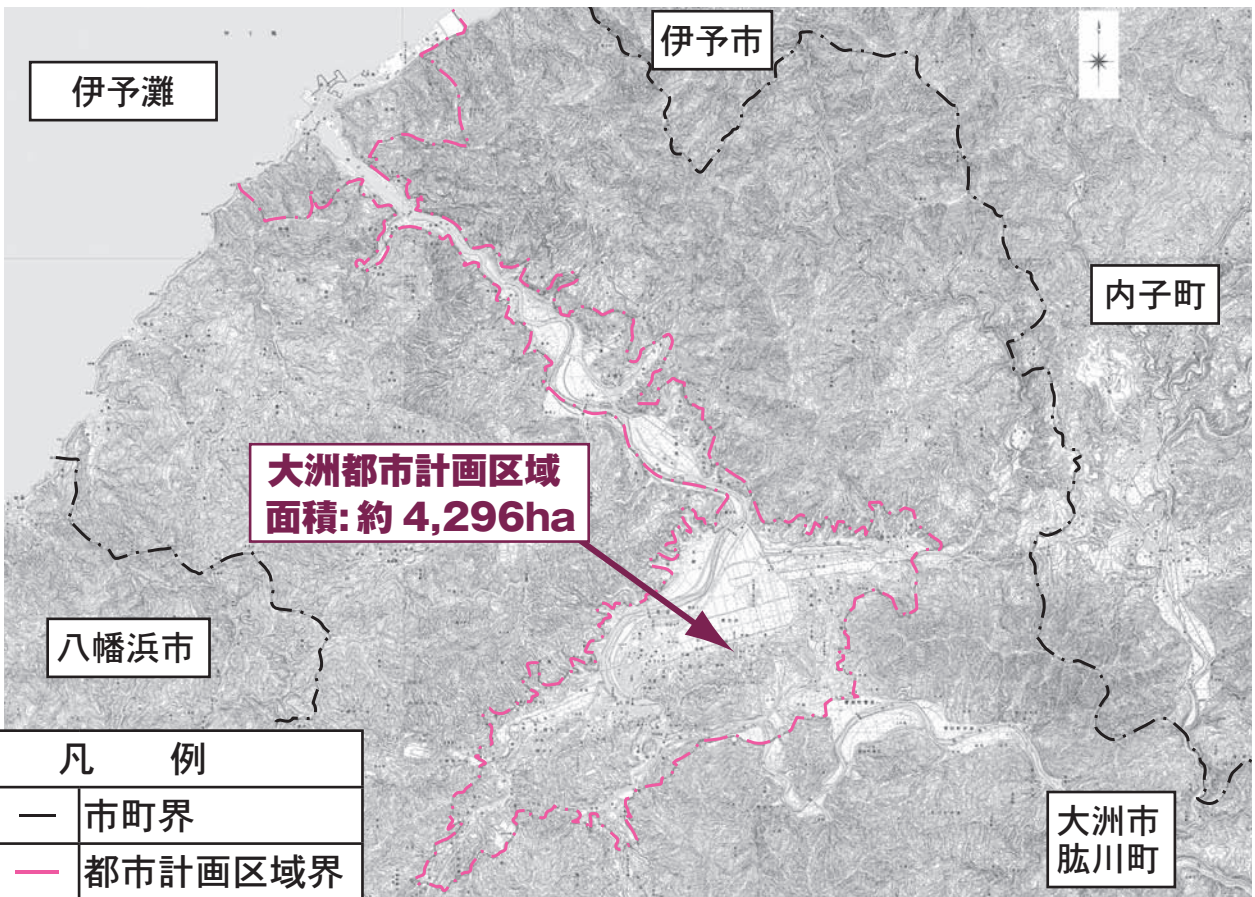 伊予灘
伊予市
内子町
大洲都市計画区域
面積: 約 4,296ha
八幡浜市
大洲市
肱川町
凡 例
市町界
都市計画区域界